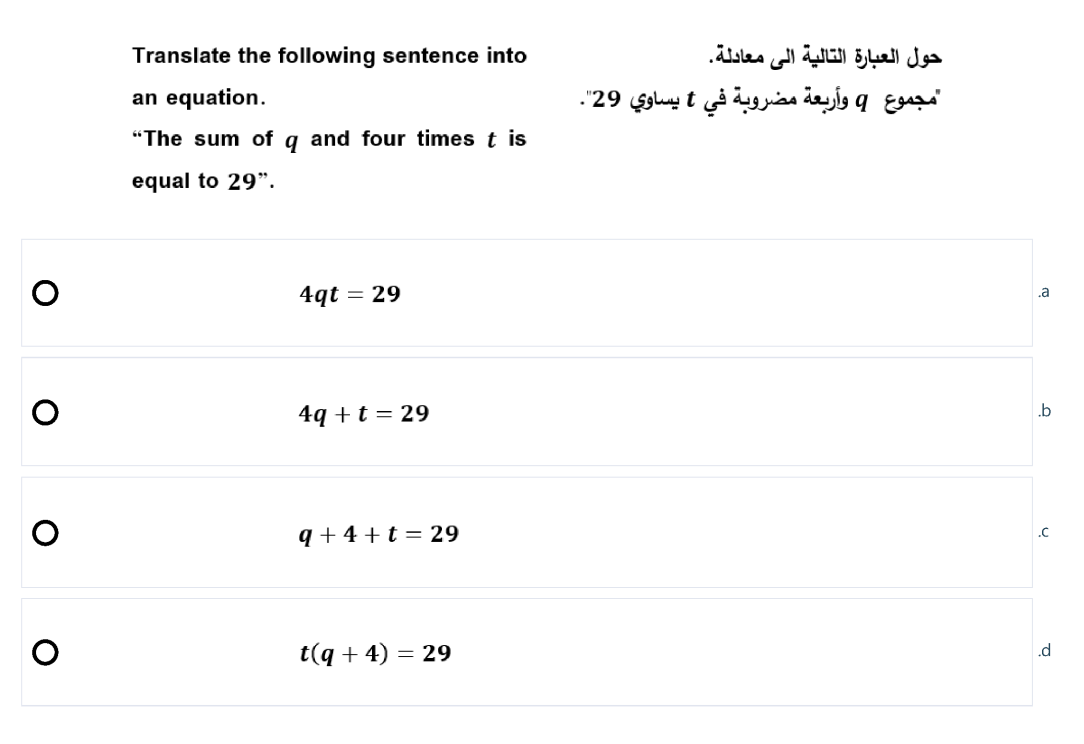 Translate the following sentence into
an equation.
“The sum of q and four times t is
equal to 29”.
حول العبارة التالية الى معادلة.
"مجموع q وأربعة مضروبة في t يساوي 29".
4qt = 29
.a
4q + t = 29
.b
q + 4 + t = 29
.c
t(q + 4) = 29
.d